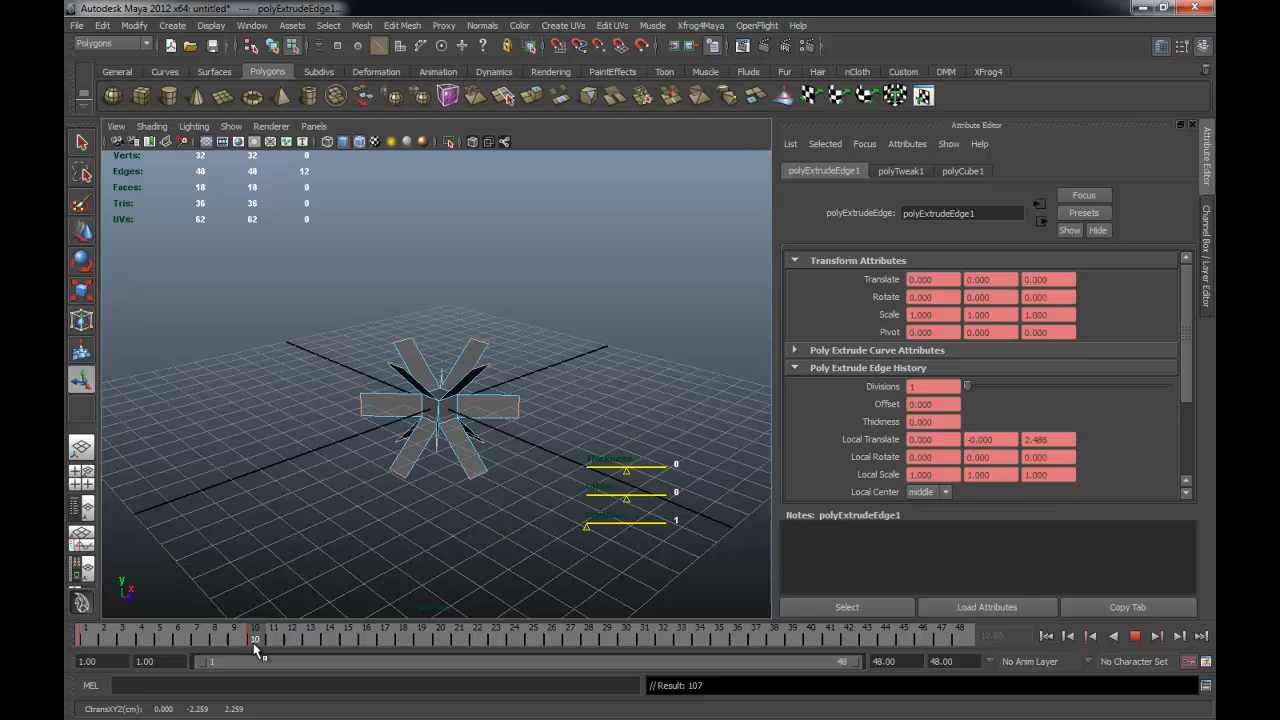 Autodesk Maya 2012 x64: untitled* --- polyExtrudeEdge1...
File Edit Modify Create Display Window Assets Select Mesh Edit Mesh Proxy Normals Color Create UVs Edit UVs Muscle Xfrog4Maya OpenFlight Help
Polygons
General Curves Surfaces Polygons Subdivs Deformation Animation Dynamics Rendering PaintEffects Toon Muscle Fluids Fur Hair nCloth Custom DMM XFrog4
View Shading Lighting Show Renderer Panels
Attribute Editor
List Selected Focus Attributes Show Help
Verts: 32 32 0
Edges: 48 48 12
Faces: 18 18 0
Tris: 36 36 0
UVs: 62 62 0
polyExtrudeEdge1 polyTweak1 polyCube1
Focus
polyExtrudeEdge: polyExtrudeEdge1 Presets
Show Hide
Transform Attributes
Translate 0.000 0.000 0.000
Rotate 0.000 0.000 0.000
Scale 1.000 1.000 1.000
Pivot 0.000 0.000 0.000
Poly Extrude Curve Attributes
Poly Extrude Edge History
Divisions 1
Offset 0.000
Thickness 0.000
Local Translate 0.000 -0.000 2.486
Local Rotate 0.000 0.000 0.000
Local Scale 1.000 1.000 1.000
Local Center middle
Notes: polyExtrudeEdge1
Select Load Attributes Copy Tab
Attribute Editor
Channel Box / Layer Editor
Thickness 0
0
1
y
x
1 2 3 4 5 6 7 8 9 10 11 12 13 14 15 16 17 18 19 20 21 22 23 24 25 26 27 28 29 30 31 32 33 34 35 36 37 38 39 40 41 42 43 44 45 46 47 48
10
10.00
1.00 1.00 1 48 48.00 48.00 No Anim Layer No Character Set
MEL // Result: 107
CtransXYZ(cm): 0.000 -2.259 2.259